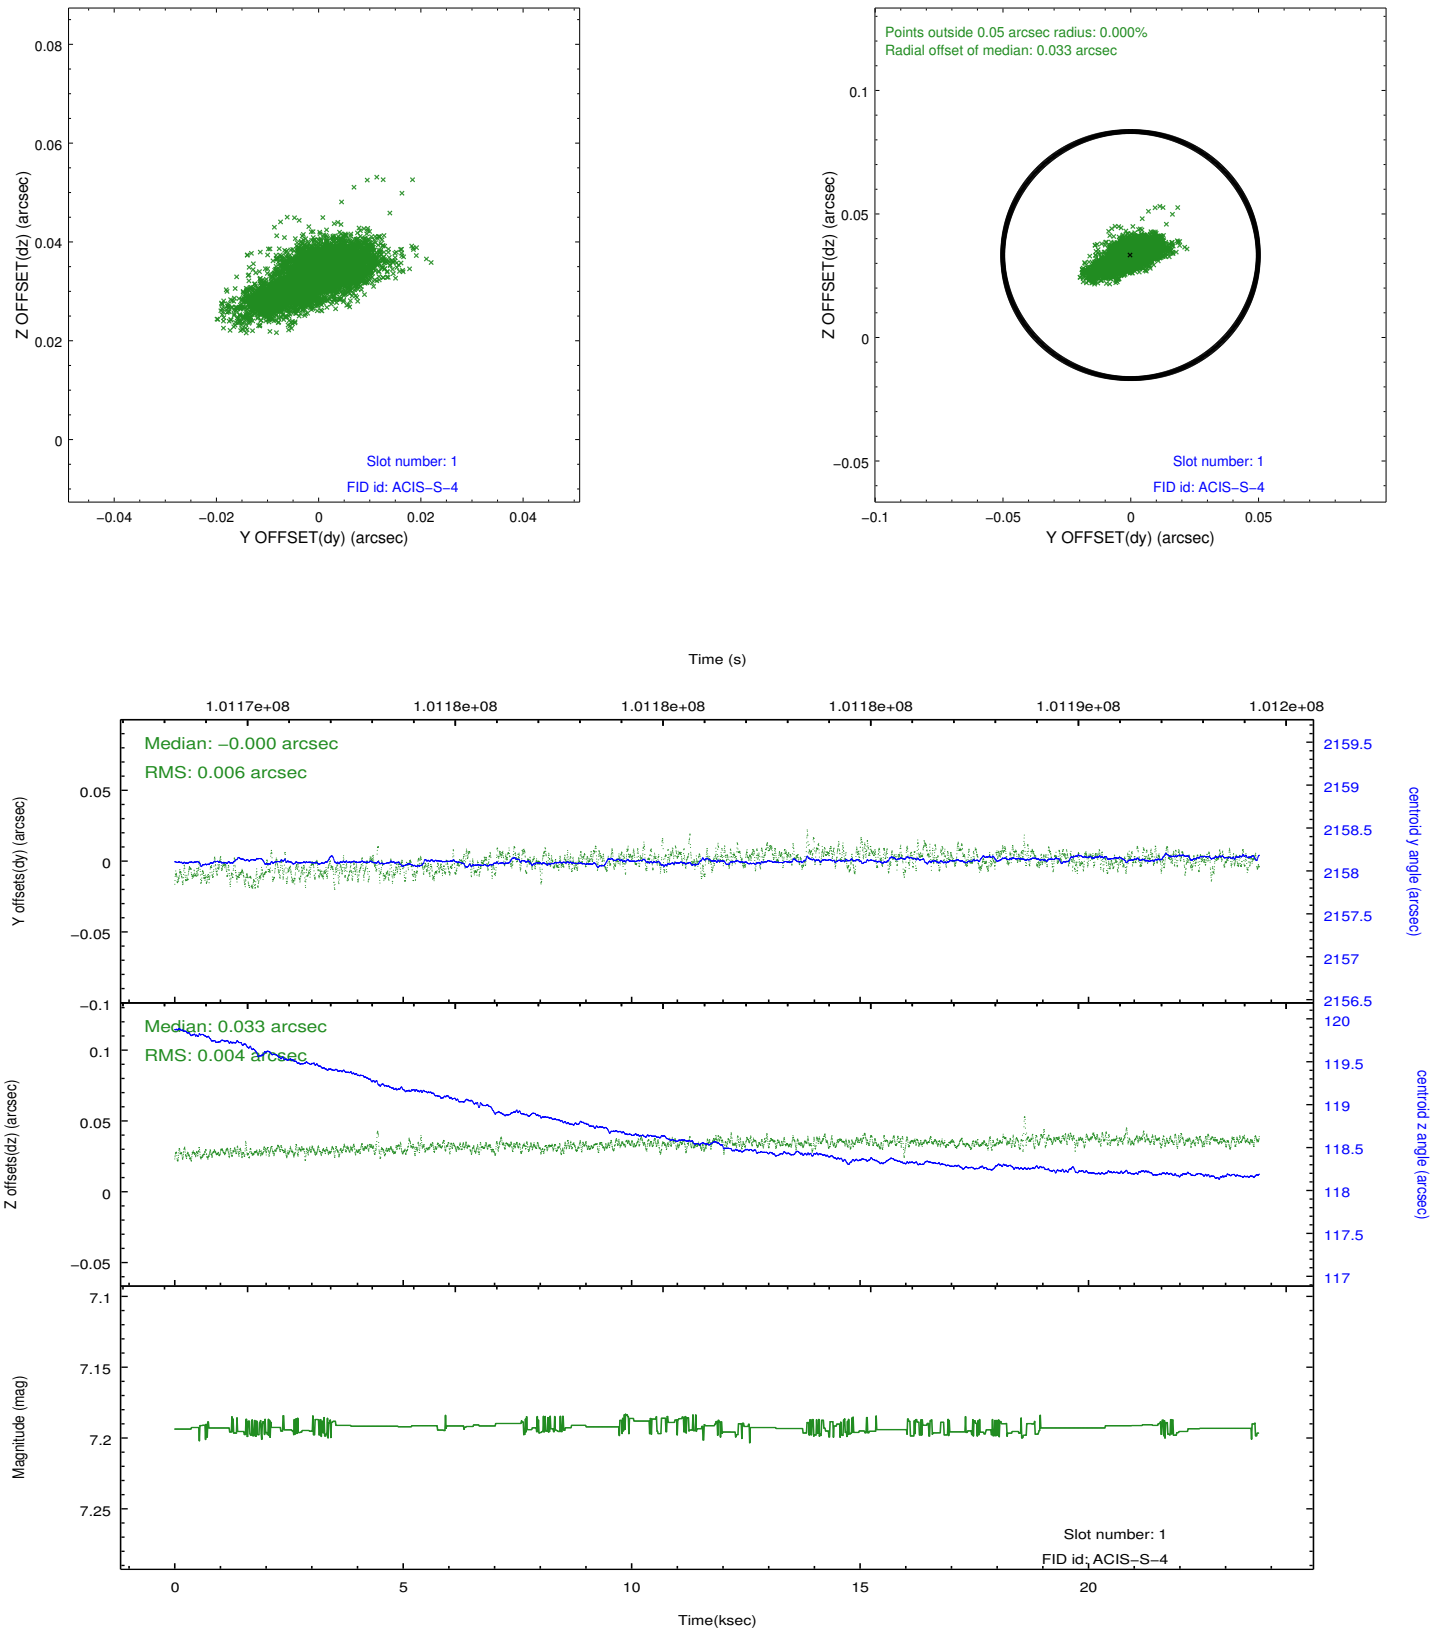 0.08
0.06
0.04
0.02
0
−0.04
−0.02
0
0.02
0.04
Z OFFSET(dz) (arcsec)
Y OFFSET(dy) (arcsec)
Slot number: 1
FID id: ACIS−S−4
Points outside 0.05 arcsec radius: 0.000%
Radial offset of median: 0.033 arcsec
0.1
0.05
0
−0.05
−0.1
−0.05
0
0.05
Z OFFSET(dz) (arcsec)
Y OFFSET(dy) (arcsec)
Slot number: 1
FID id: ACIS−S−4
Time (s)
1.0117e+08
1.0118e+08
1.0118e+08
1.0118e+08
1.0119e+08
1.012e+08
Median: −0.000 arcsec
RMS: 0.006 arcsec
0.05
0
−0.05
−0.1
Y offsets(dy) (arcsec)
2159.5
2159
2158.5
2158
2157.5
2157
2156.5
centroid y angle (arcsec)
Median: 0.033 arcsec
RMS: 0.004 arcsec
0.1
0.05
0
−0.05
Z offsets(dz) (arcsec)
120
119.5
119
118.5
118
117.5
117
centroid z angle (arcsec)
7.1
7.15
7.2
7.25
Magnitude (mag)
Slot number: 1
FID id: ACIS−S−4
0
5
10
15
20
Time(ksec)